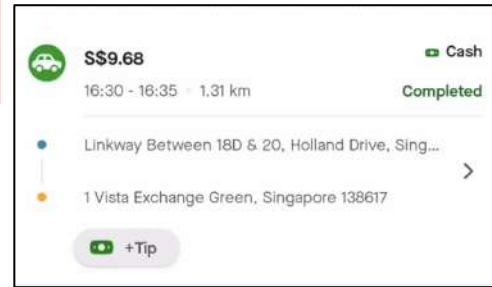 S$9.68
Cash
16:30 - 16:35 1.31 km
Completed
Linkway Between 18D & 20, Holland Drive, Sing...
1 Vista Exchange Green, Singapore 138617
+Tip